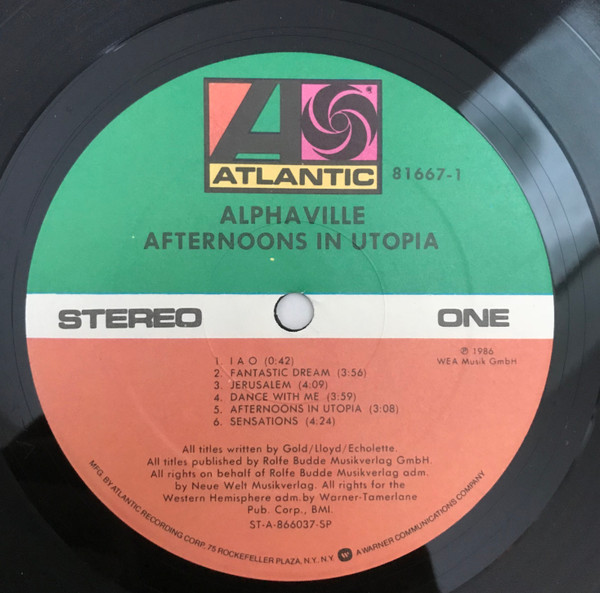 A
ATLANTIC
81667-1
ALPHAVILLE
AFTERNOONS IN UTOPIA
STEREO
ONE
℗ 1986
WEA Musik GmbH
1. I A O (0:42)
2. FANTASTIC DREAM (3:56)
3. JERUSALEM (4:09)
4. DANCE WITH ME (3:59)
5. AFTERNOONS IN UTOPIA (3:08)
6. SENSATIONS (4:24)
All titles written by Gold/Lloyd/Echolette.
All titles published by Rolfe Budde Musikverlag GmbH.
All rights on behalf of Rolfe Budde Musikverlag adm.
by Neue Welt Musikverlag. All rights for the
Western Hemisphere adm. by Warner-Tamerlane
Pub. Corp., BMI.
ST-A-866037-SP
MFG. BY ATLANTIC RECORDING CORP. 75 ROCKEFELLER PLAZA, N.Y. N.Y. W A WARNER COMMUNICATIONS COMPANY